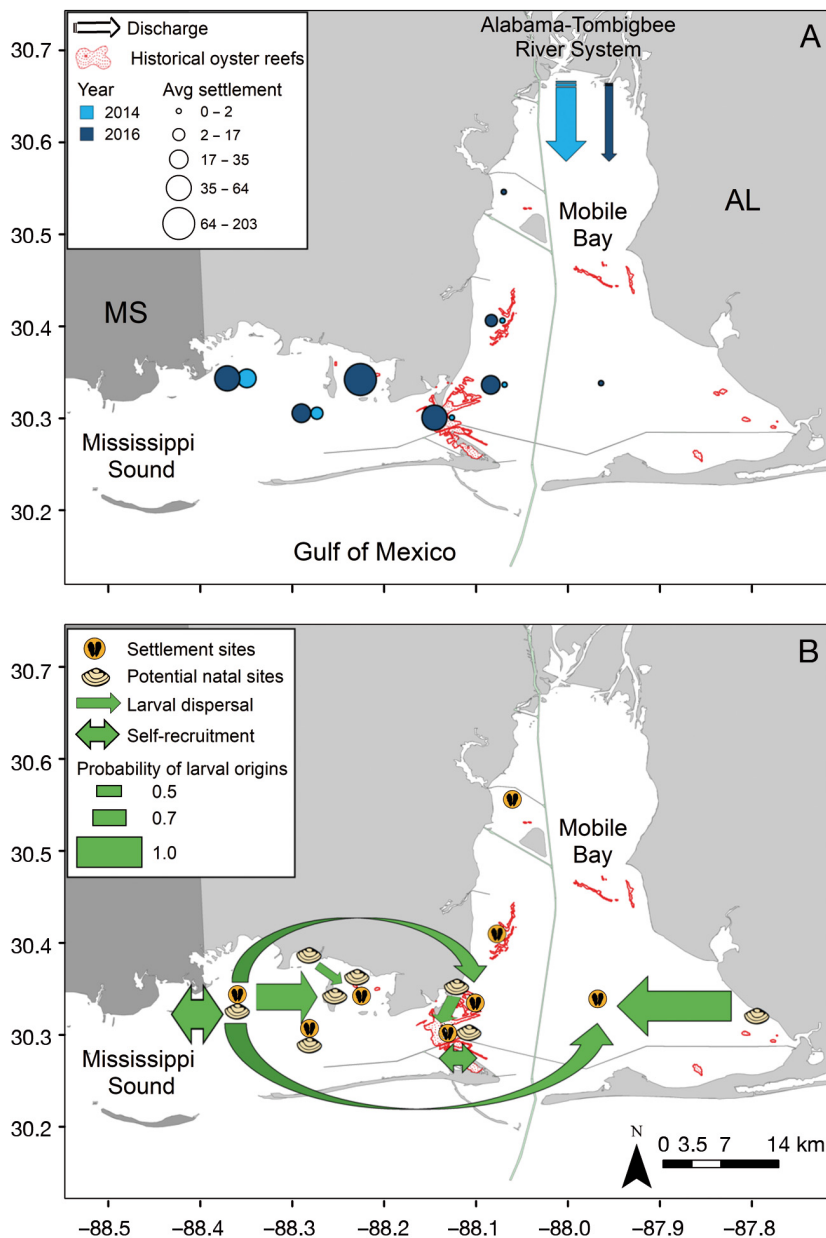 A
Discharge
Historical oyster reefs
Year
2014
2016
Avg settlement
0 – 2
2 – 17
17 – 35
35 – 64
64 – 203
Alabama-Tombigbee
River System
Mobile
Bay
AL
MS
Mississippi
Sound
Gulf of Mexico
30.7
30.6
30.5
30.4
30.3
30.2
B
Settlement sites
Potential natal sites
Larval dispersal
Self-recruitment
Probability of larval origins
0.5
0.7
1.0
Mobile
Bay
Mississippi
Sound
N
0 3.5 7 14 km
30.7
30.6
30.5
30.4
30.3
30.2
−88.5 −88.4 −88.3 −88.2 −88.1 −88.0 −87.9 −87.8